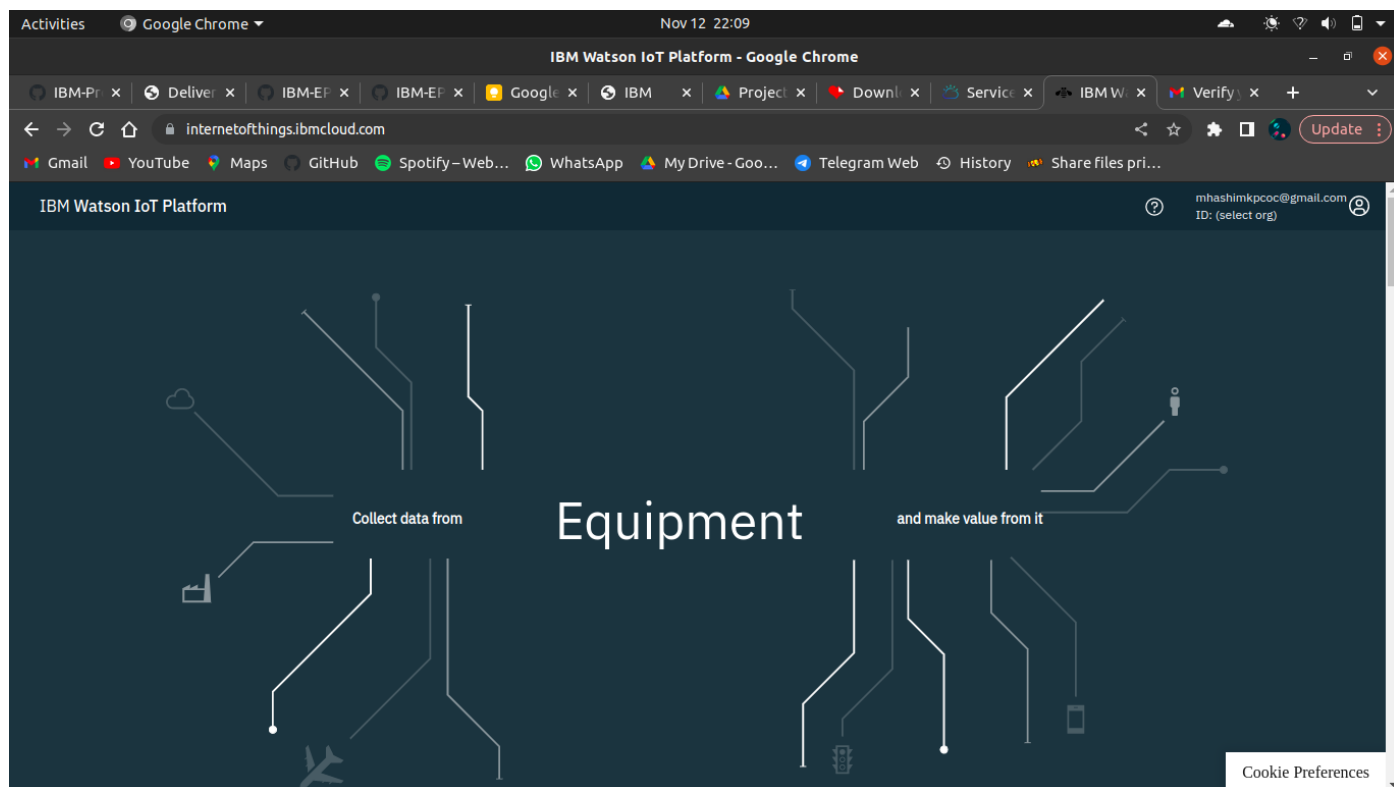 Activities Google Chrome Nov 12 22:09
IBM Watson IoT Platform - Google Chrome
IBM-Pr Deliver IBM-EP IBM-EP Google IBM Project Downl Service IBM W Verify y
internetofthings.ibmcloud.com Update
Gmail YouTube Maps GitHub Spotify – Web... WhatsApp My Drive - Goo... Telegram Web History Share files pri...
IBM Watson IoT Platform
mhashimkpcoc@gmail.com
ID: (select org)
Collect data from Equipment and make value from it
Cookie Preferences